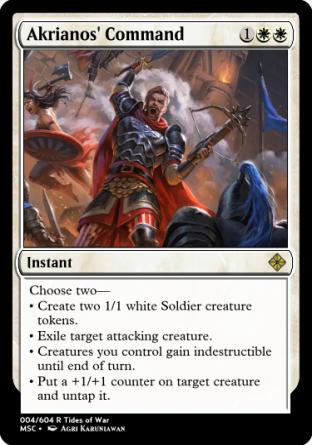 Akrianos' Command 1
Instant
Choose two—
• Create two 1/1 white Soldier creature
tokens.
• Exile target attacking creature.
• Creatures you control gain indestructible
until end of turn.
• Put a +1/+1 counter on target creature
and untap it.
004/604 R Tides of War
MSC • Agri Karuniawan